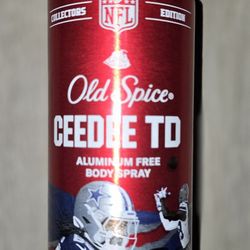 COLLECTORS EDITION
NFL
Old Spice
CEEDEE TD
ALUMINUM FREE
BODY SPRAY